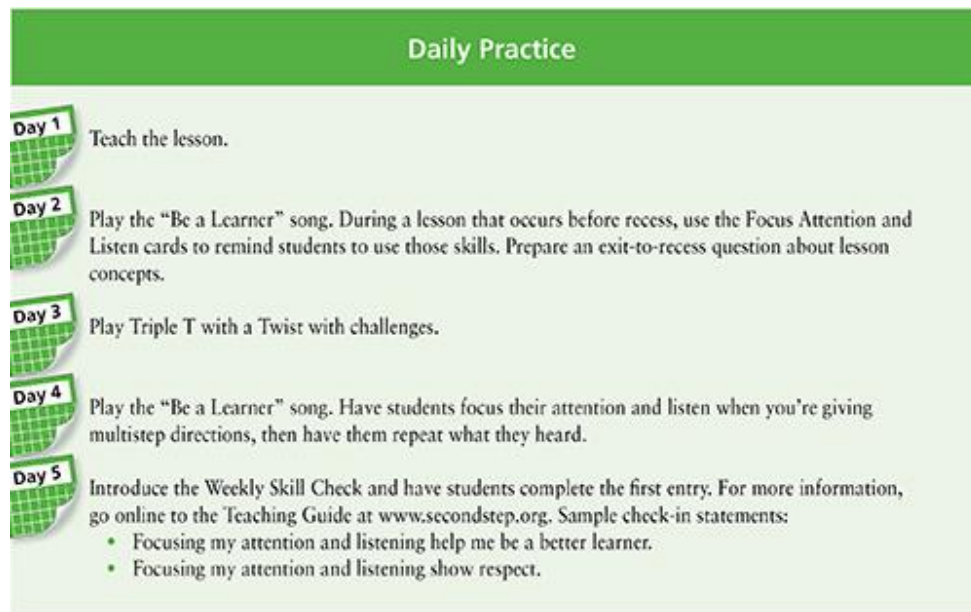 Daily Practice
Day 1
Teach the lesson.
Day 2
Play the “Be a Learner” song. During a lesson that occurs before recess, use the Focus Attention and
Listen cards to remind students to use those skills. Prepare an exit-to-recess question about lesson
concepts.
Day 3
Play Triple T with a Twist with challenges.
Day 4
Play the “Be a Learner” song. Have students focus their attention and listen when you’re giving
multistep directions, then have them repeat what they heard.
Day 5
Introduce the Weekly Skill Check and have students complete the first entry. For more information,
go online to the Teaching Guide at www.secondstep.org. Sample check-in statements:
• Focusing my attention and listening help me be a better learner.
• Focusing my attention and listening show respect.